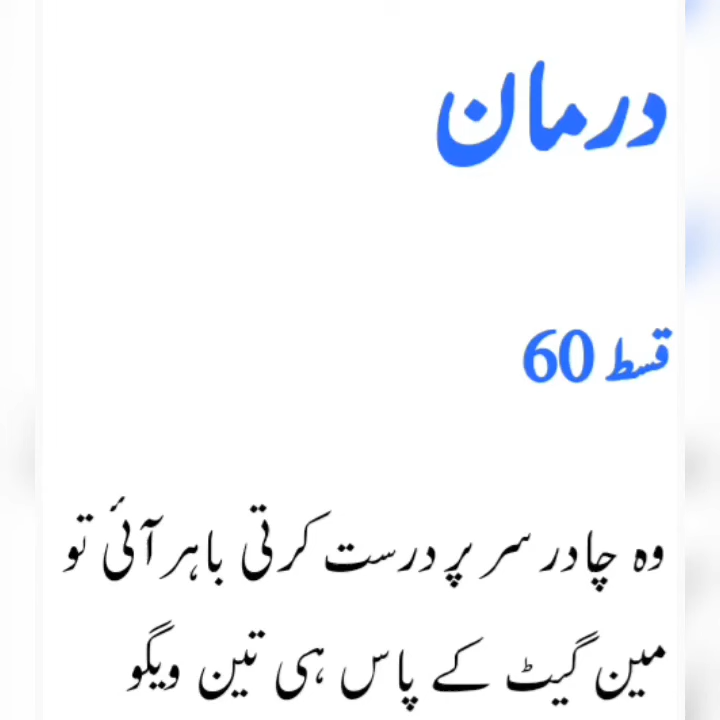 درمان
قسط 60
وہ چادر سر پر درست کرتی باہر آئی تو
مین گیٹ کے پاس ہی تین ویگو